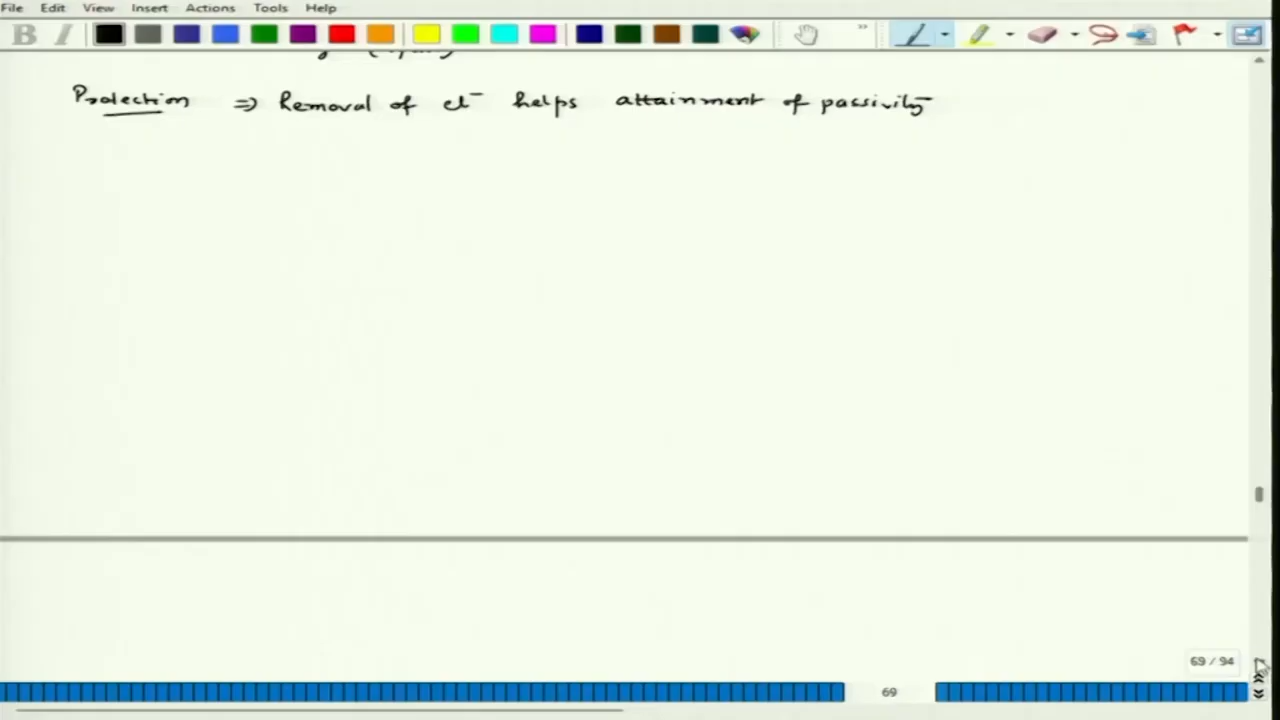 File Edit View Insert Actions Tools Help
B I
Protection ⇒ Removal of Cl⁻ helps attainment of passivity
69 / 94
69